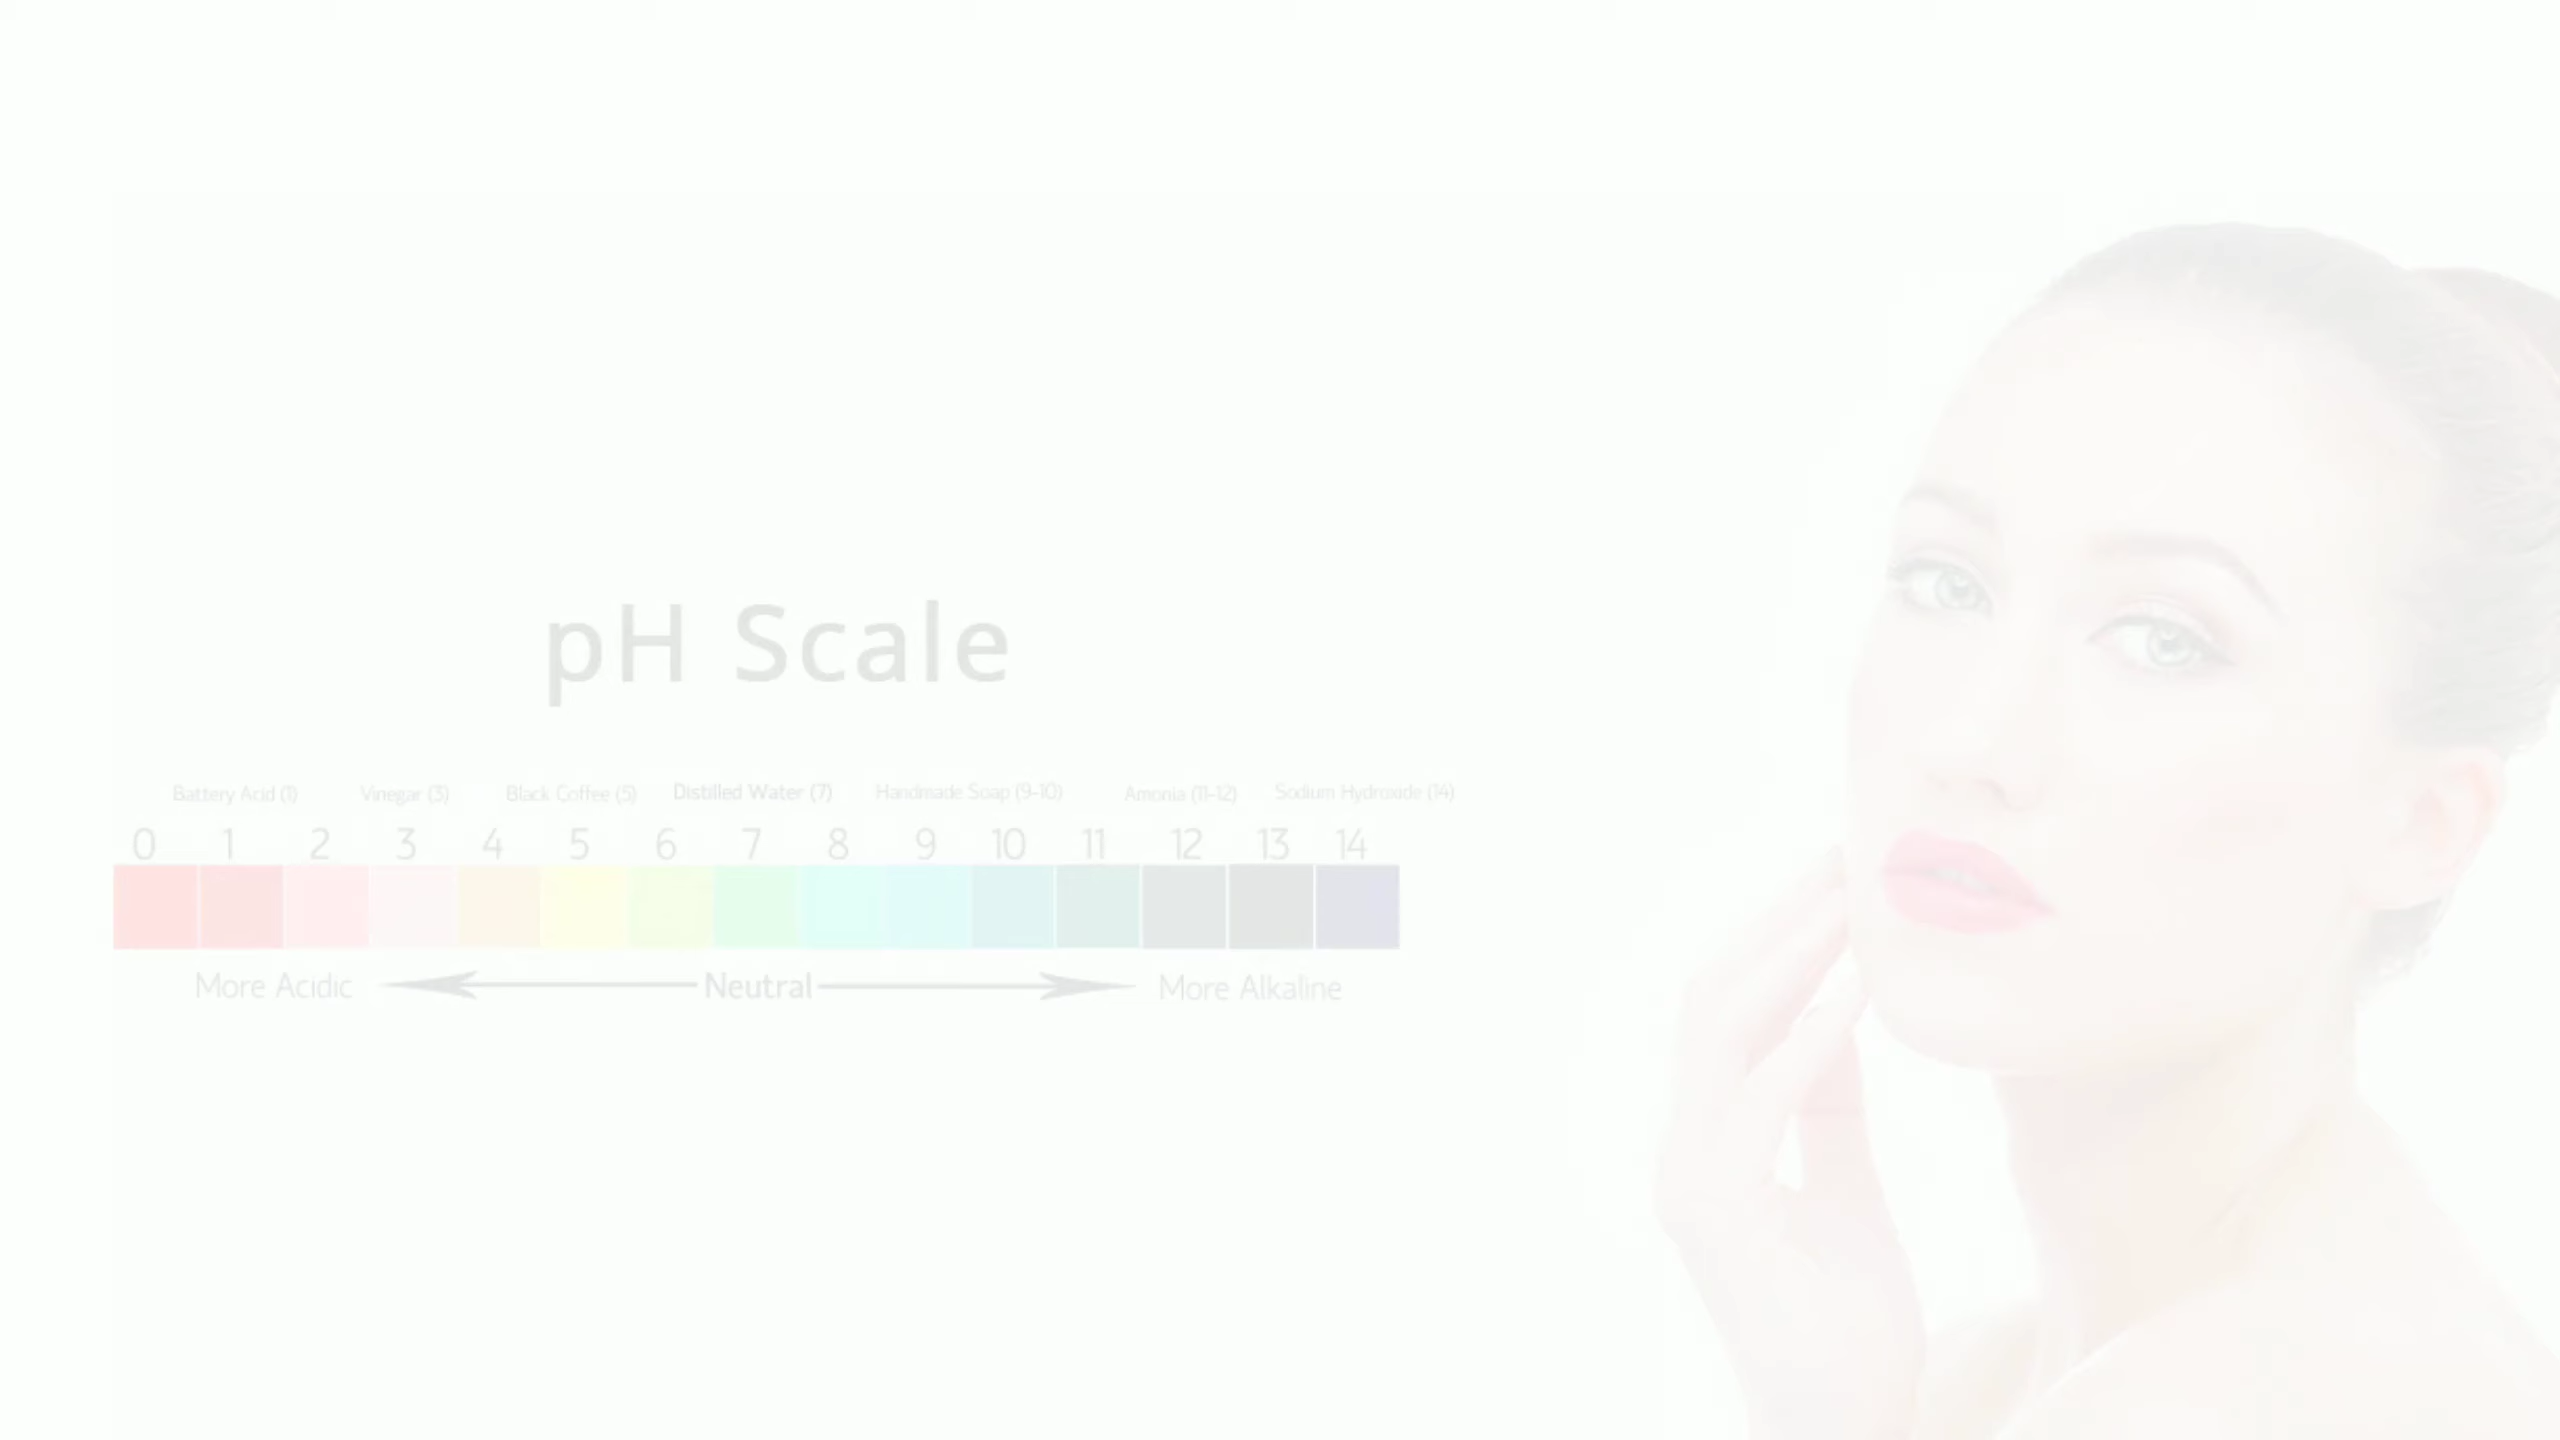 pH Scale
Battery Acid (1) Vinegar (3) Black Coffee (5) Distilled Water (7) Handmade Soap (9-10) Amonia (11-12) Sodium Hydroxide (14)
0 1 2 3 4 5 6 7 8 9 10 11 12 13 14
More Acidic Neutral More Alkaline